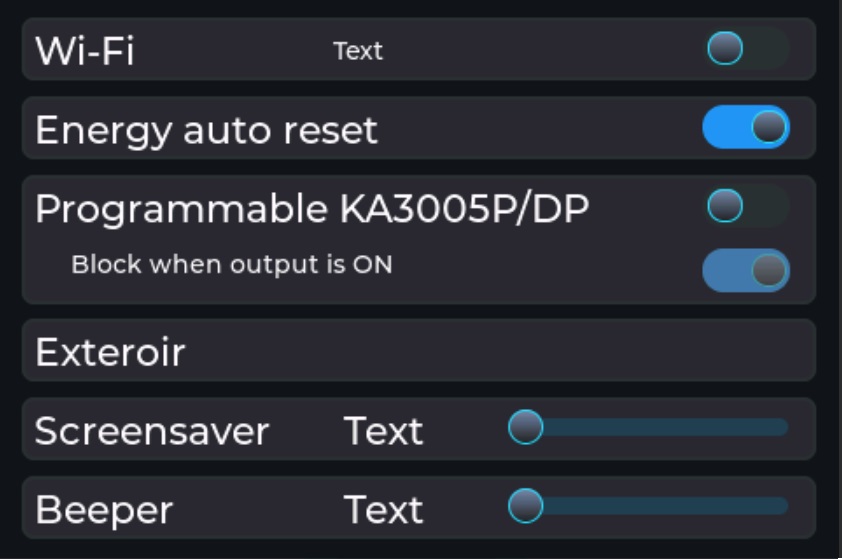 Wi-Fi Text
Energy auto reset
Programmable KA3005P/DP
Block when output is ON
Exteroir
Screensaver Text
Beeper Text